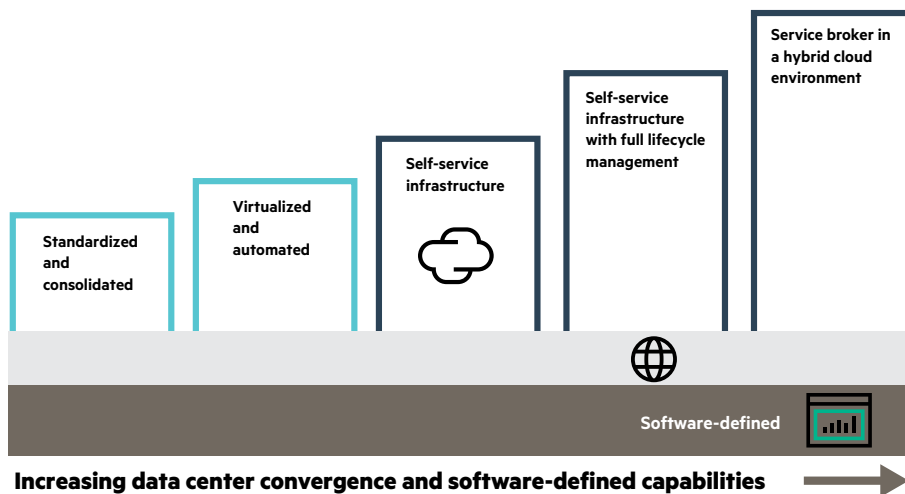 Standardized
and
consolidated
Virtualized
and
automated
Self-service
infrastructure
Self-service
infrastructure
with full lifecycle
management
Service broker in
a hybrid cloud
environment
Software-defined
Increasing data center convergence and software-defined capabilities